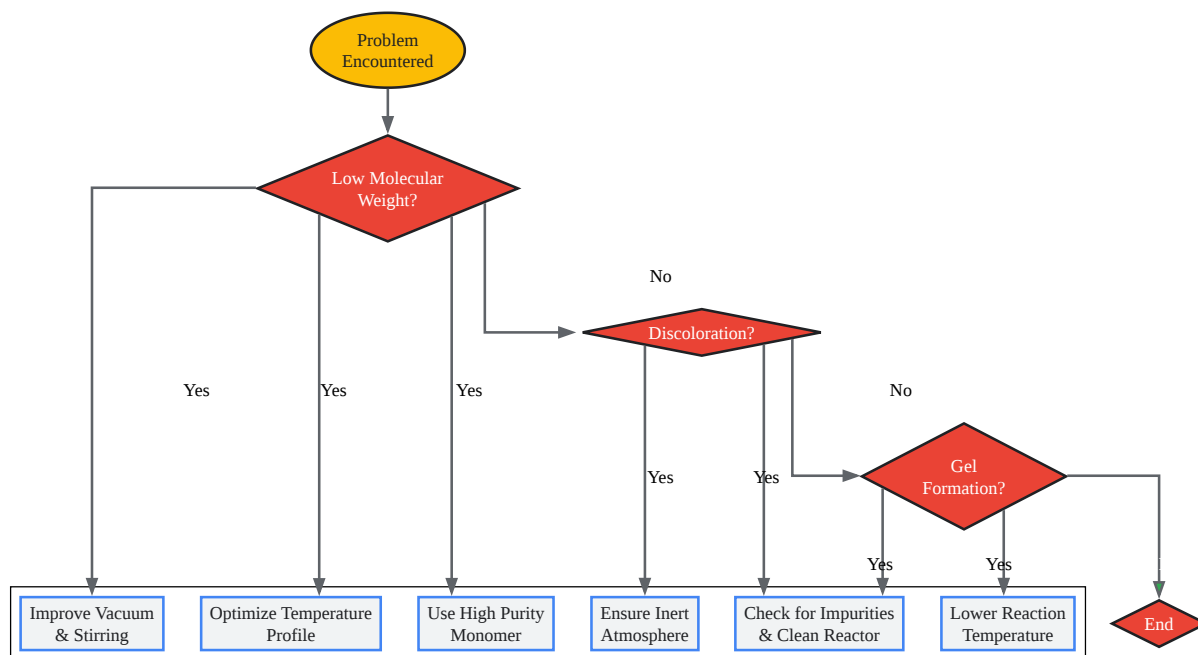 Problem
Encountered
Low Molecular
Weight?
No
Discoloration?
Yes
Yes
Yes
No
Gel
Formation?
Yes
Yes
Yes
Yes
Improve Vacuum
& Stirring
Optimize Temperature
Profile
Use High Purity
Monomer
Ensure Inert
Atmosphere
Check for Impurities
& Clean Reactor
Lower Reaction
Temperature
End